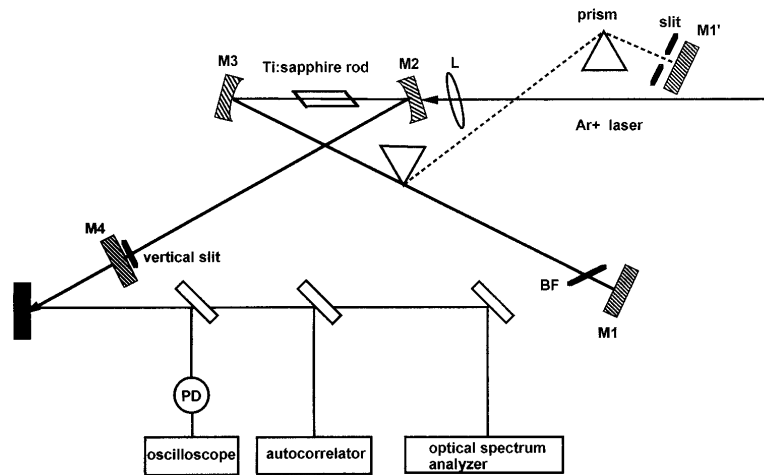 prism
slit
M1'
M3
Ti:sapphire rod
M2
L
Ar+ laser
M4
vertical slit
BF
M1
PD
oscilloscope
autocorrelator
optical spectrum
analyzer